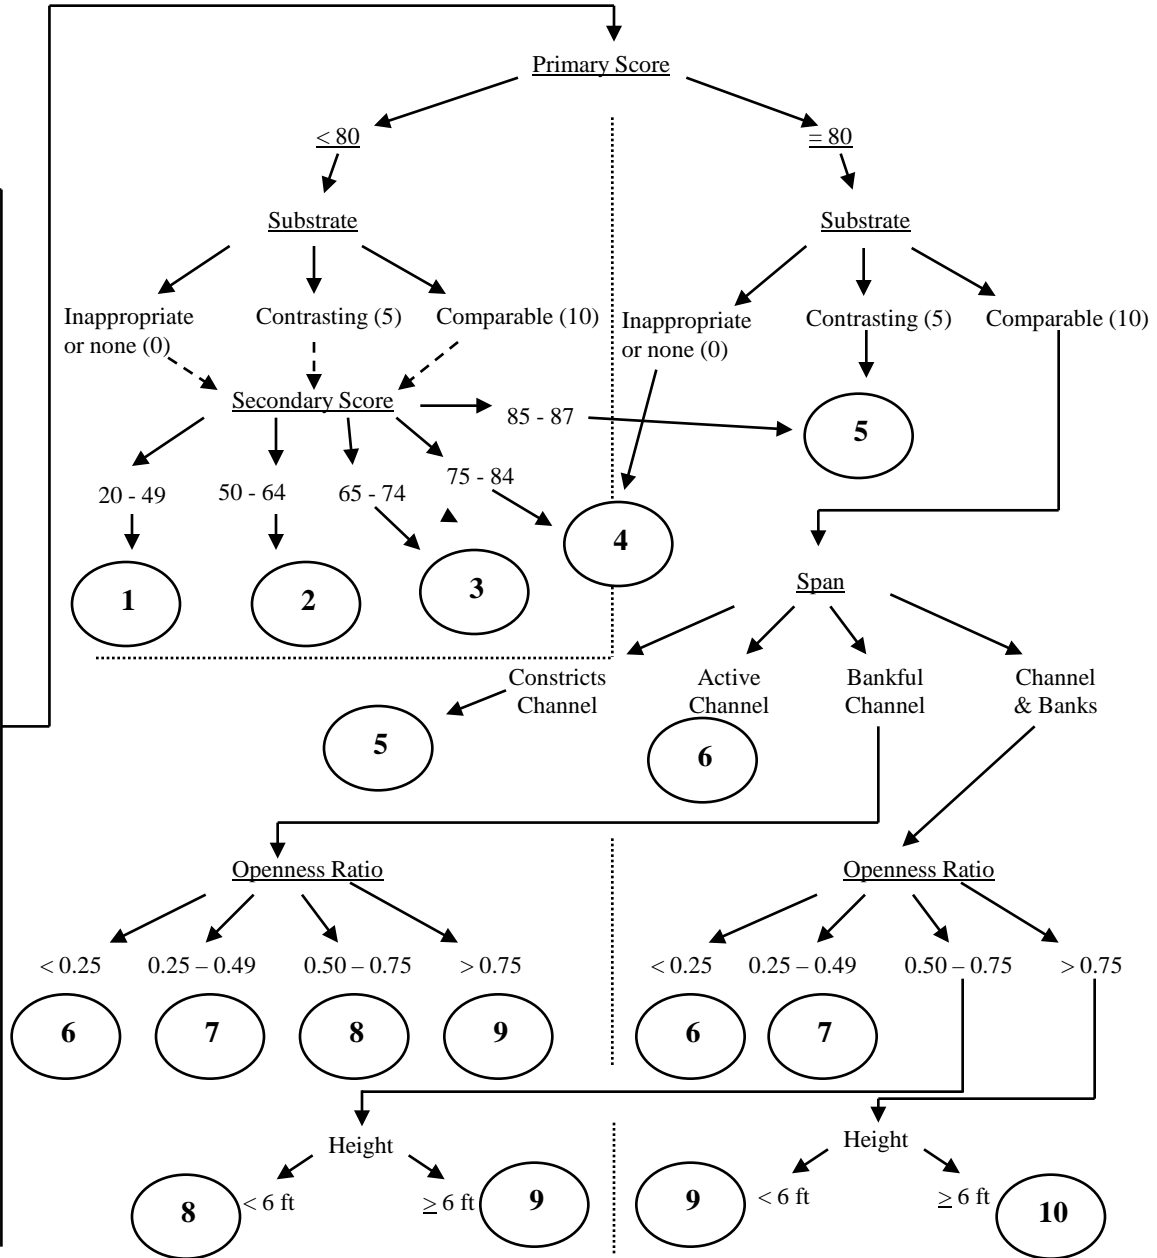 Primary Score
< 80
= 80
Substrate
Substrate
Inappropriate
or none (0)
Contrasting (5)
Comparable (10)
Inappropriate
or none (0)
Contrasting (5)
Comparable (10)
Secondary Score
85 - 87
5
20 - 49
50 - 64
65 - 74
75 - 84
1
2
3
4
Span
Constricts
Channel
Active
Channel
Bankful
Channel
Channel
& Banks
5
6
Openness Ratio
Openness Ratio
< 0.25
0.25 – 0.49
0.50 – 0.75
> 0.75
< 0.25
0.25 – 0.49
0.50 – 0.75
> 0.75
6
7
8
9
6
7
Height
Height
8
< 6 ft
≥ 6 ft
9
9
< 6 ft
≥ 6 ft
10